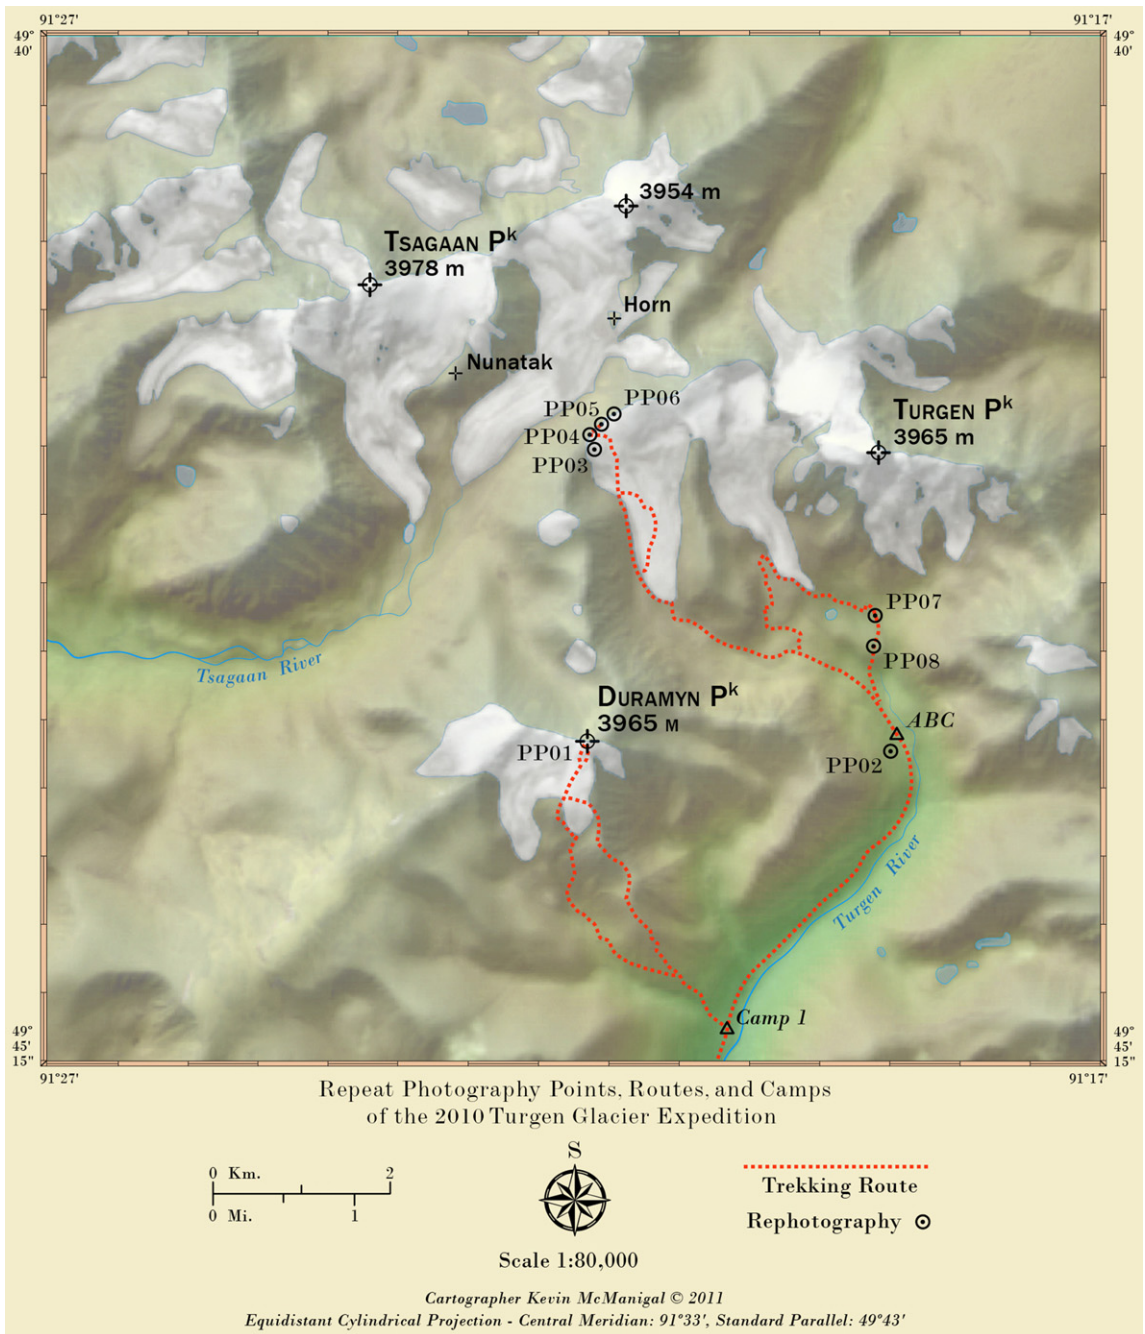 91°27'
91°17'
49°
40'
49°
40'
3954 m
TSAGAAN Pk
3978 m
Horn
Nunatak
PP06
PP05
PP04
PP03
TURGEN Pk
3965 m
PP07
PP08
Tsagaan River
DURAMYN Pk
3965 M
PP01
ABC
PP02
Turgen River
Camp 1
49°
45'
15"
49°
45'
15"
91°27'
91°17'
Repeat Photography Points, Routes, and Camps
of the 2010 Turgen Glacier Expedition
S
0 Km. 2
0 Mi. 1
Trekking Route
Rephotography
Scale 1:80,000
Cartographer Kevin McManigal © 2011
Equidistant Cylindrical Projection - Central Meridian: 91°33', Standard Parallel: 49°43'